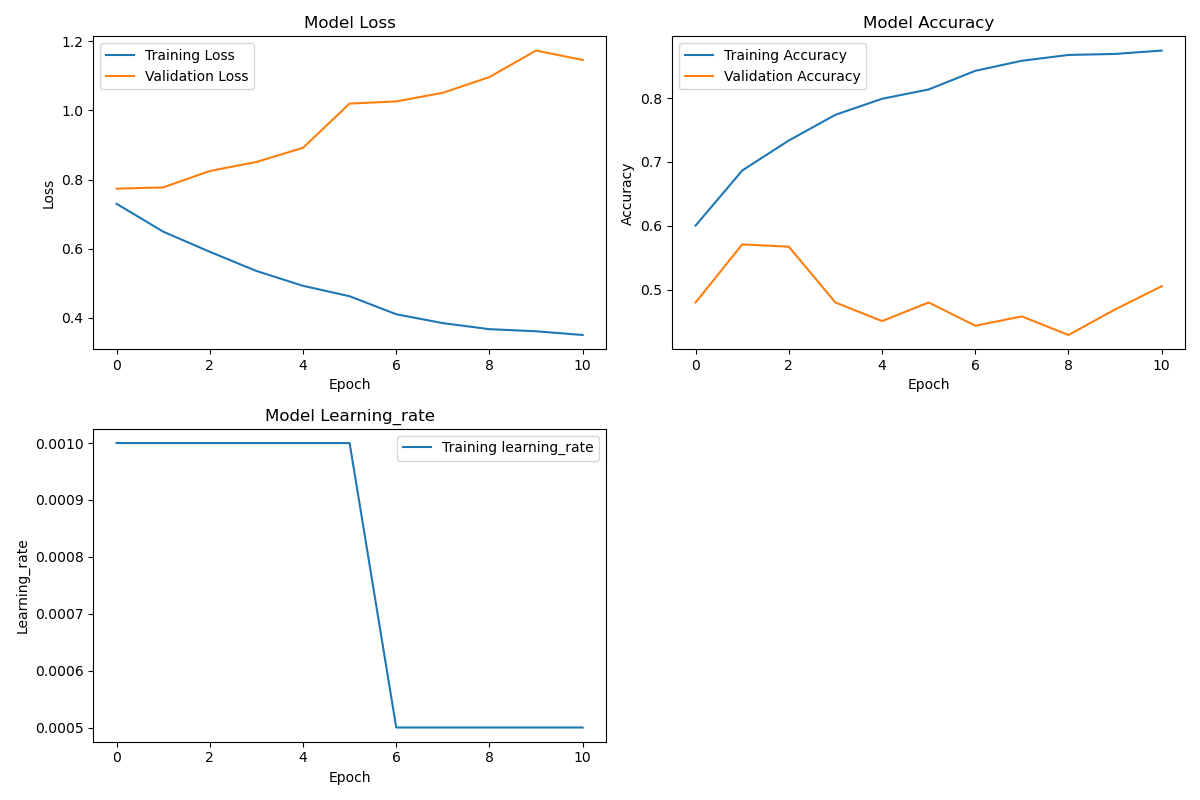 Model Loss
1.2
1.0
0.8
0.6
0.4
Loss
Training Loss
Validation Loss
0 2 4 6 8 10
Epoch
Model Accuracy
0.8
0.7
0.6
0.5
Accuracy
Training Accuracy
Validation Accuracy
0 2 4 6 8 10
Epoch
Model Learning_rate
0.0010
0.0009
0.0008
0.0007
0.0006
0.0005
Learning_rate
Training learning_rate
0 2 4 6 8 10
Epoch